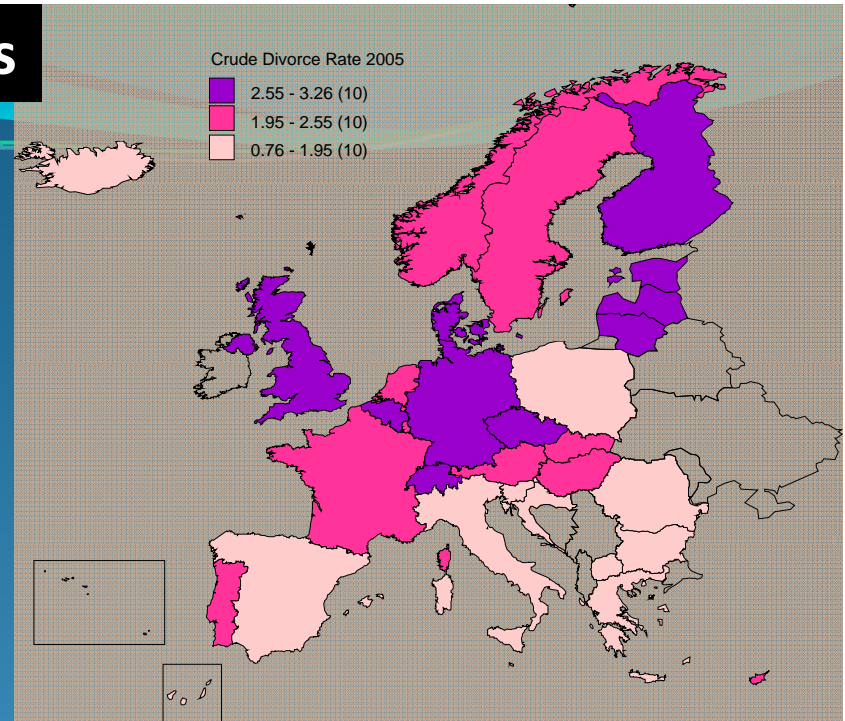 s
Crude Divorce Rate 2005
2.55 - 3.26 (10)
1.95 - 2.55 (10)
0.76 - 1.95 (10)